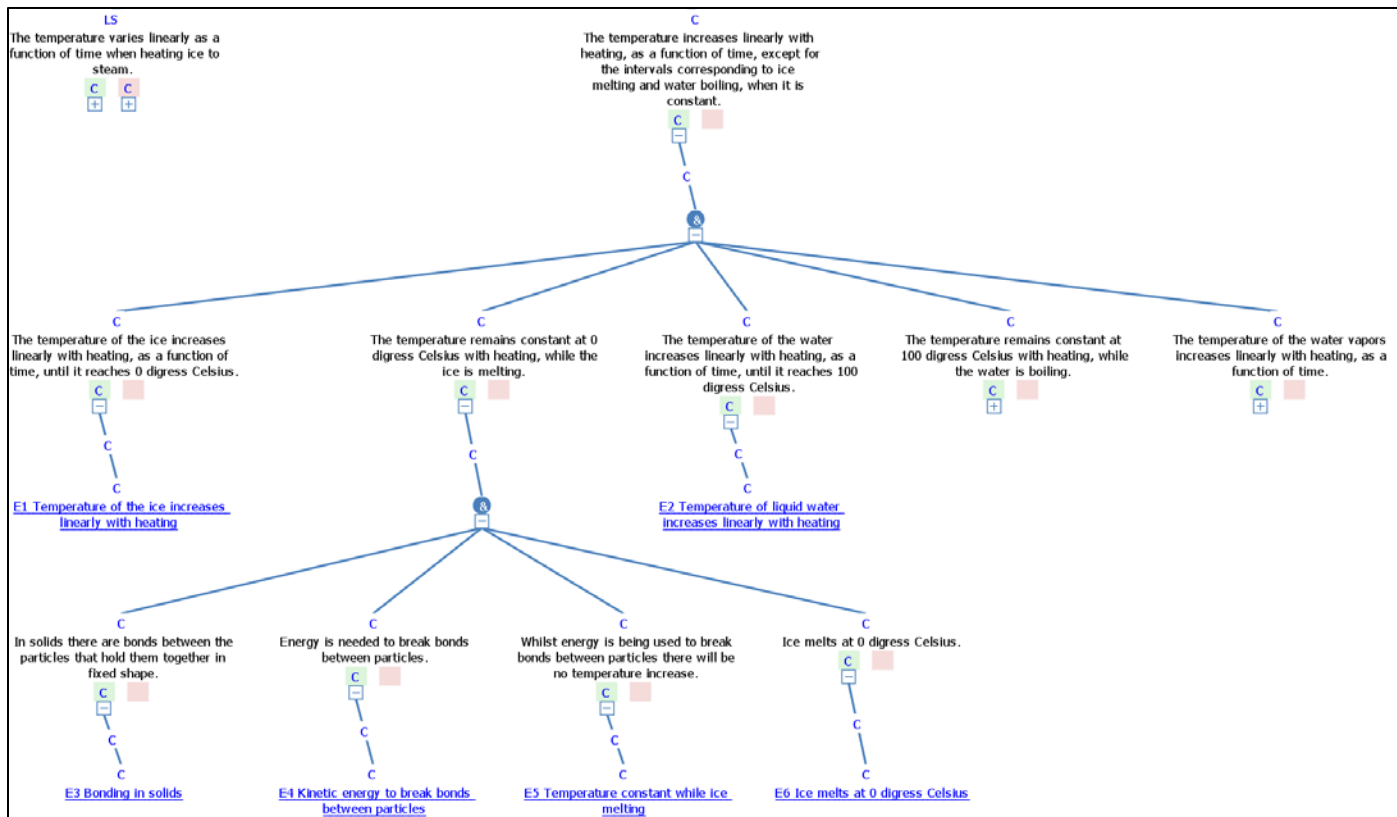 LS
The temperature varies linearly as a
function of time when heating ice to
steam.
C C
+ +
C
The temperature increases linearly with
heating, as a function of time, except for
the intervals corresponding to ice
melting and water boiling, when it is
constant.
C
−
C
&
−
C
The temperature of the ice increases
linearly with heating, as a function of
time, until it reaches 0 digress Celsius.
C
−
C
C
E1 Temperature of the ice increases
linearly with heating
C
The temperature remains constant at 0
digress Celsius with heating, while the
ice is melting.
C
−
C
&
−
C
The temperature of the water
increases linearly with heating, as a
function of time, until it reaches 100
digress Celsius.
C
−
C
C
E2 Temperature of liquid water
increases linearly with heating
C
The temperature remains constant at
100 digress Celsius with heating, while
the water is boiling.
C
+
C
The temperature of the water vapors
increases linearly with heating, as a
function of time.
C
+
C
In solids there are bonds between the
particles that hold them together in
fixed shape.
C
−
C
C
E3 Bonding in solids
C
Energy is needed to break bonds
between particles.
C
−
C
C
E4 Kinetic energy to break bonds
between particles
C
Whilst energy is being used to break
bonds between particles there will be
no temperature increase.
C
−
C
C
E5 Temperature constant while ice
melting
C
Ice melts at 0 digress Celsius.
C
−
C
C
E6 Ice melts at 0 digress Celsius